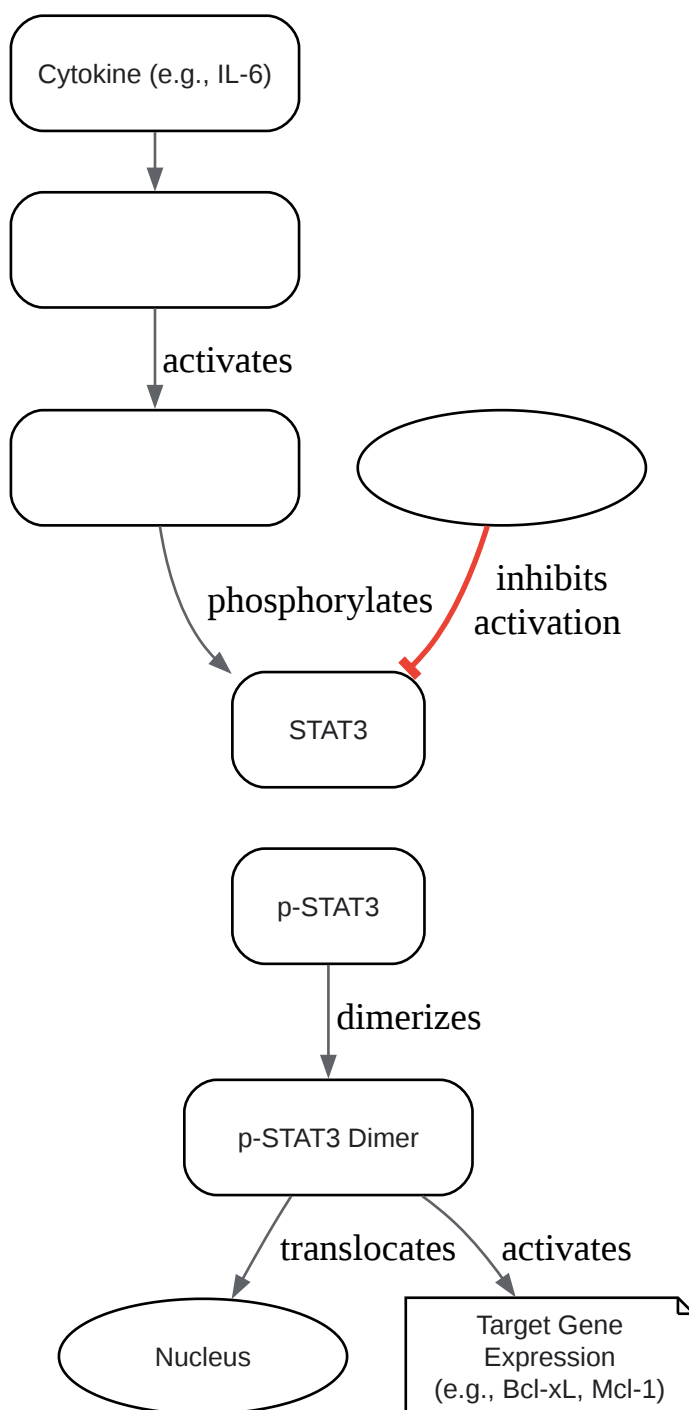 Cytokine (e.g., IL-6)
activates
phosphorylates
inhibits
activation
STAT3
p-STAT3
dimerizes
p-STAT3 Dimer
translocates
activates
Nucleus
Target Gene
Expression
(e.g., Bcl-xL, Mcl-1)